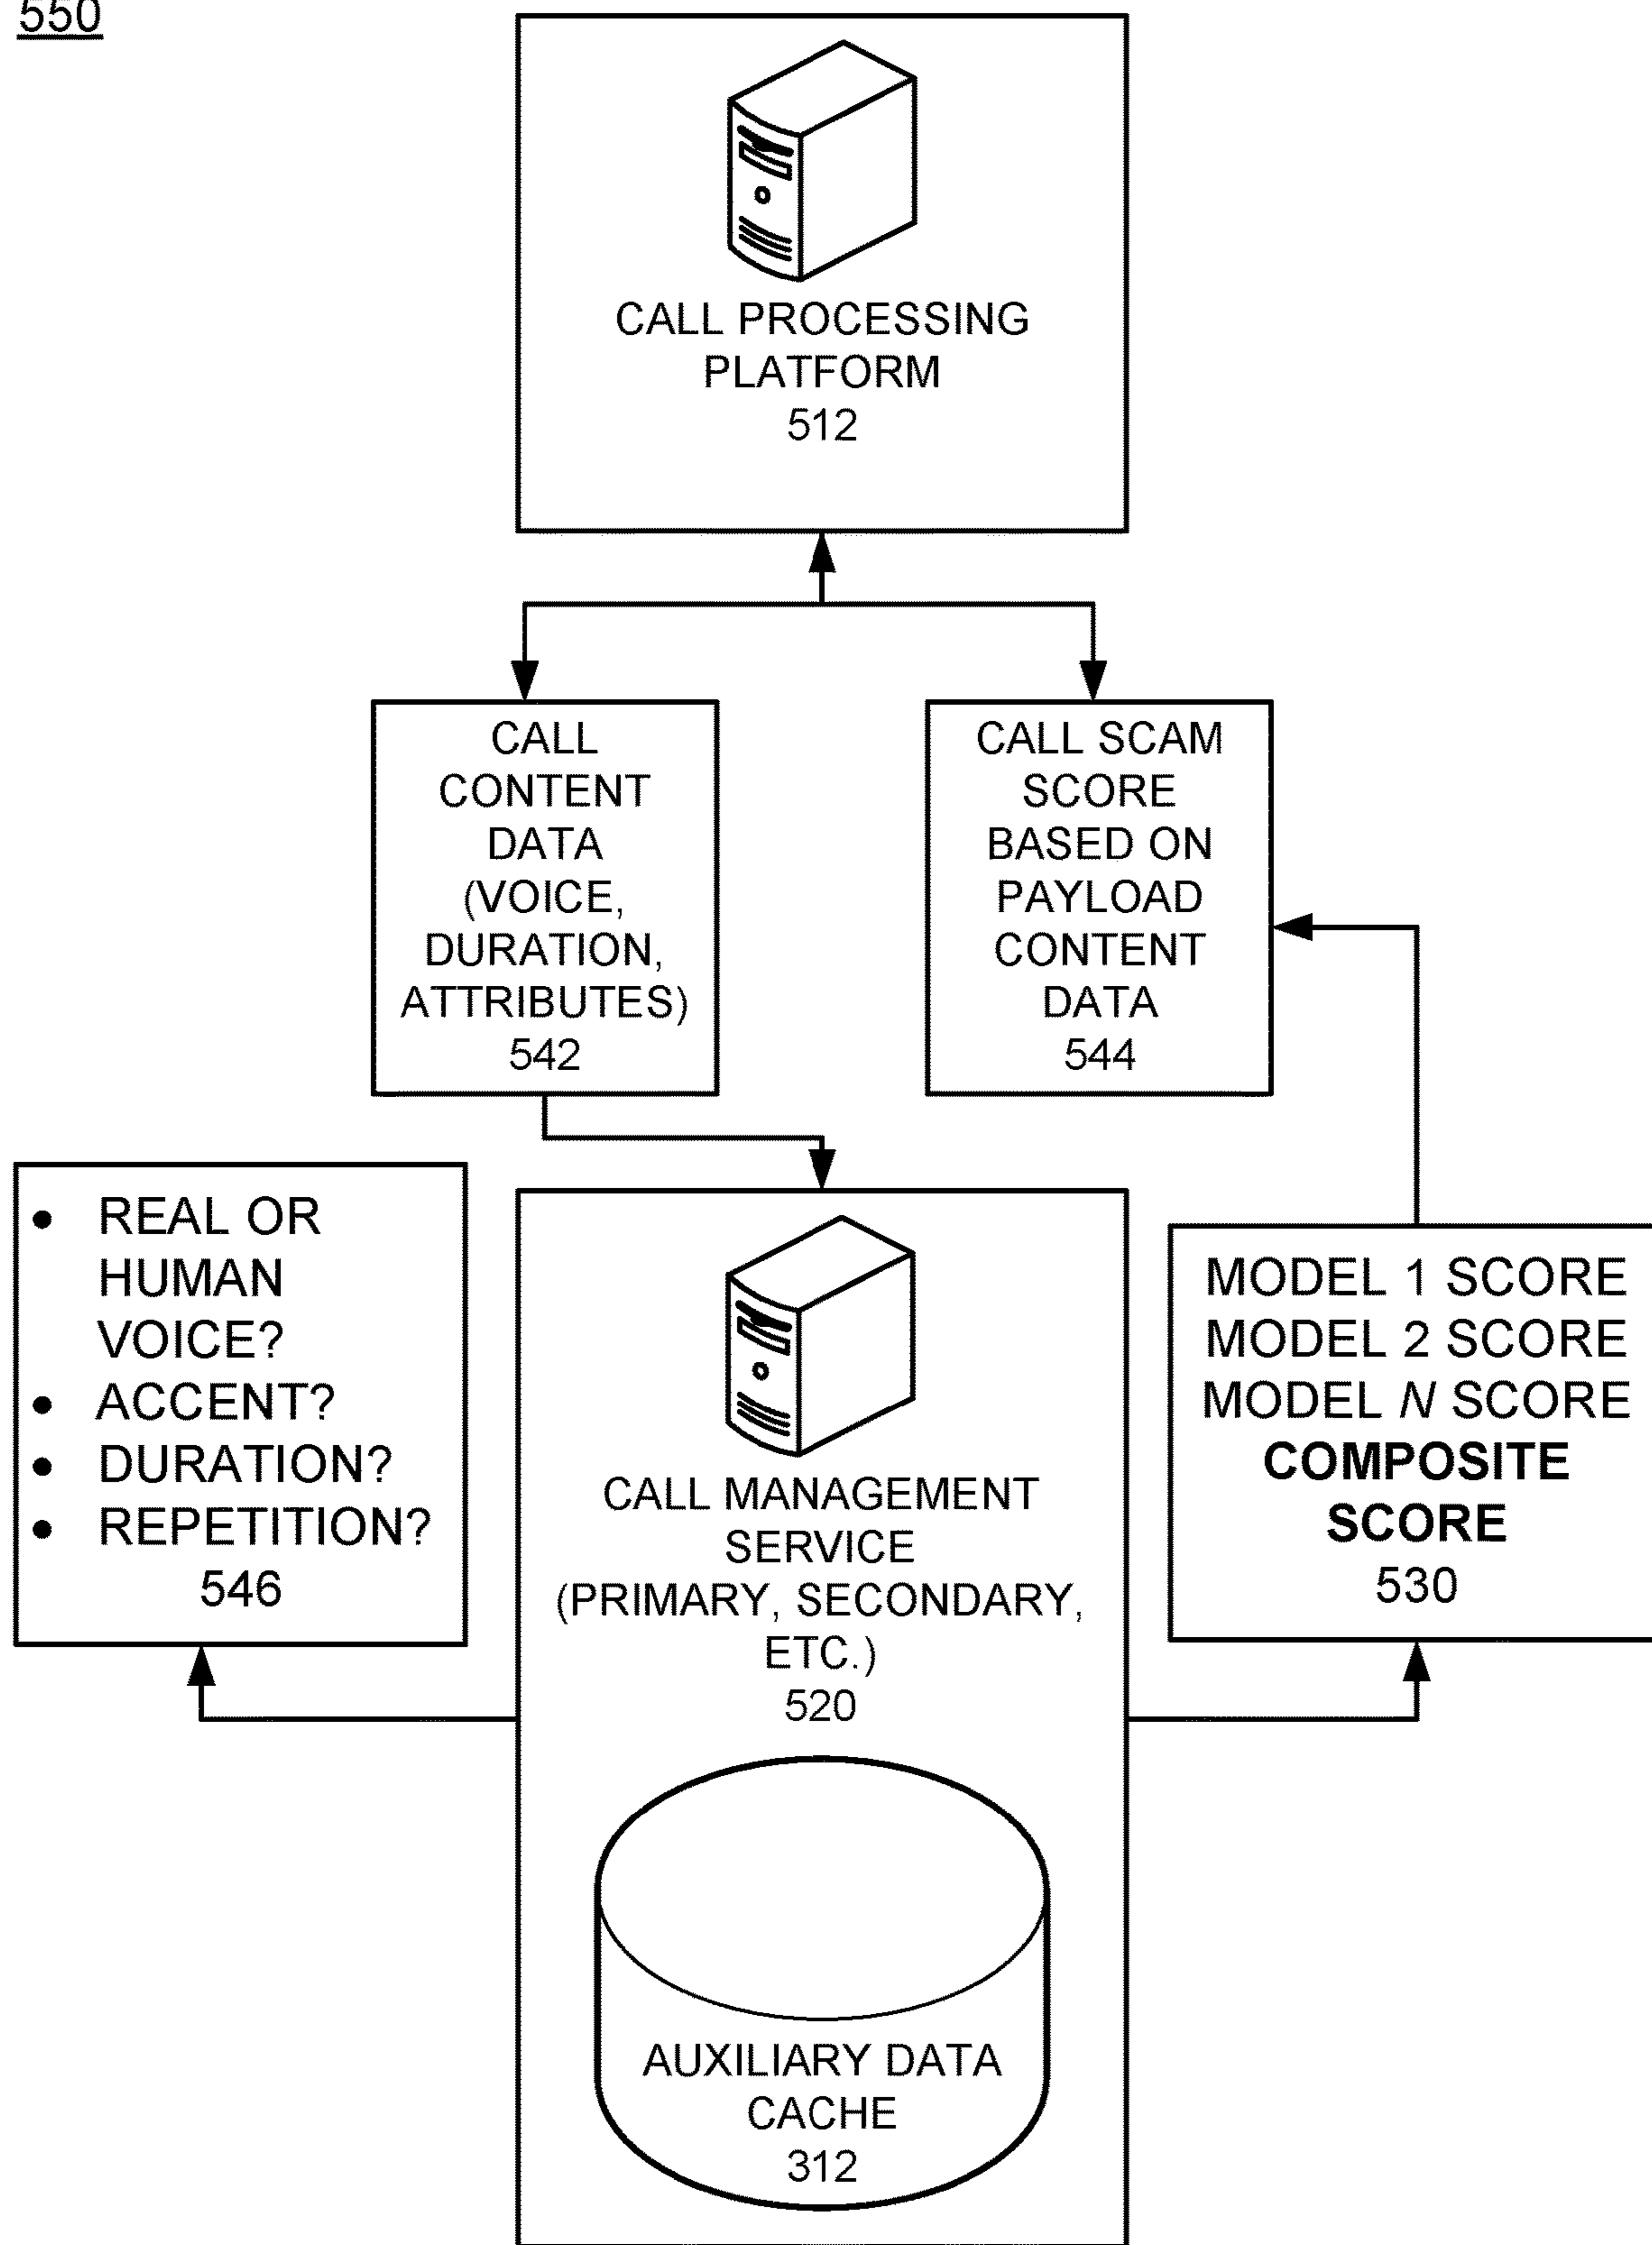 550
CALL PROCESSING
PLATFORM
512
CALL
CONTENT
DATA
(VOICE,
DURATION,
ATTRIBUTES)
542
CALL SCAM
SCORE
BASED ON
PAYLOAD
CONTENT
DATA
544
• REAL OR
HUMAN
VOICE?
• ACCENT?
• DURATION?
• REPETITION?
546
CALL MANAGEMENT
SERVICE
(PRIMARY, SECONDARY,
ETC.)
520
AUXILIARY DATA
CACHE
312
MODEL 1 SCORE
MODEL 2 SCORE
MODEL N SCORE
COMPOSITE
SCORE
530